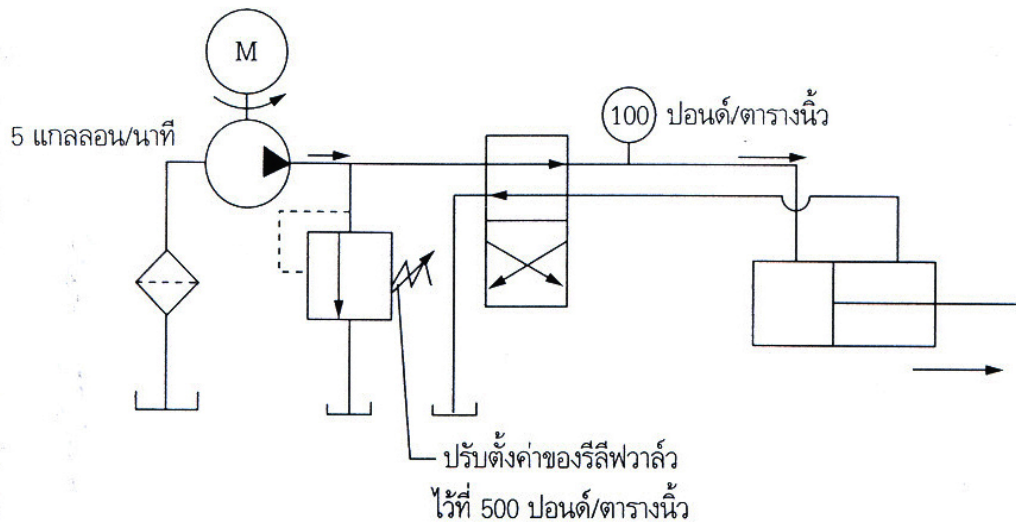 M
5 แกลลอน/นาที
100 ปอนด์/ตารางนิ้ว
ปรับตั้งค่าของรีลีฟวาล์ว
ไว้ที่ 500 ปอนด์/ตารางนิ้ว